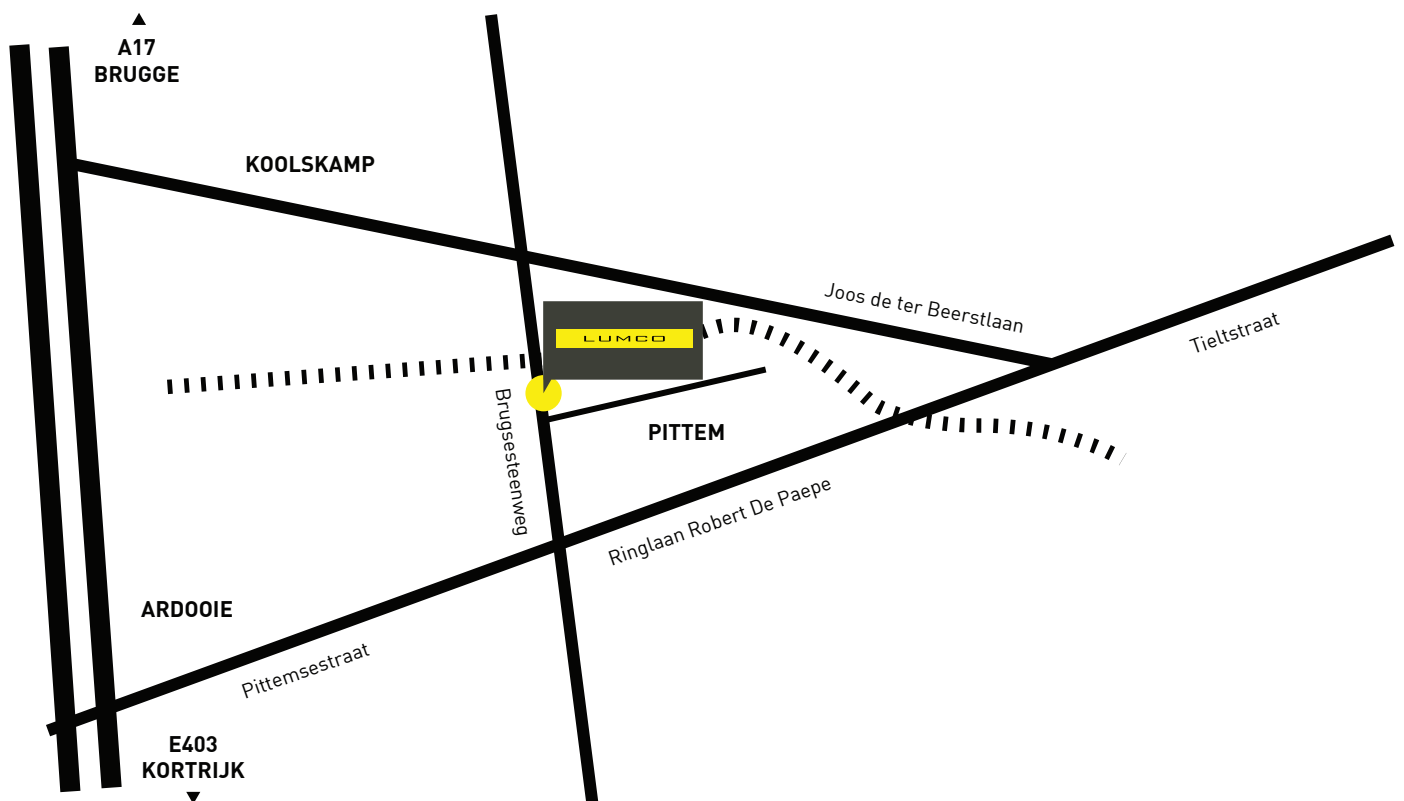 A17
BRUGGE
KOOLSKAMP
Joos de ter Beerstlaan
Tieltstraat
LUMCO
Brugsesteenweg
PITTEM
Ringlaan Robert De Paepe
ARDOOIE
Pittemsestraat
E403
KORTRIJK